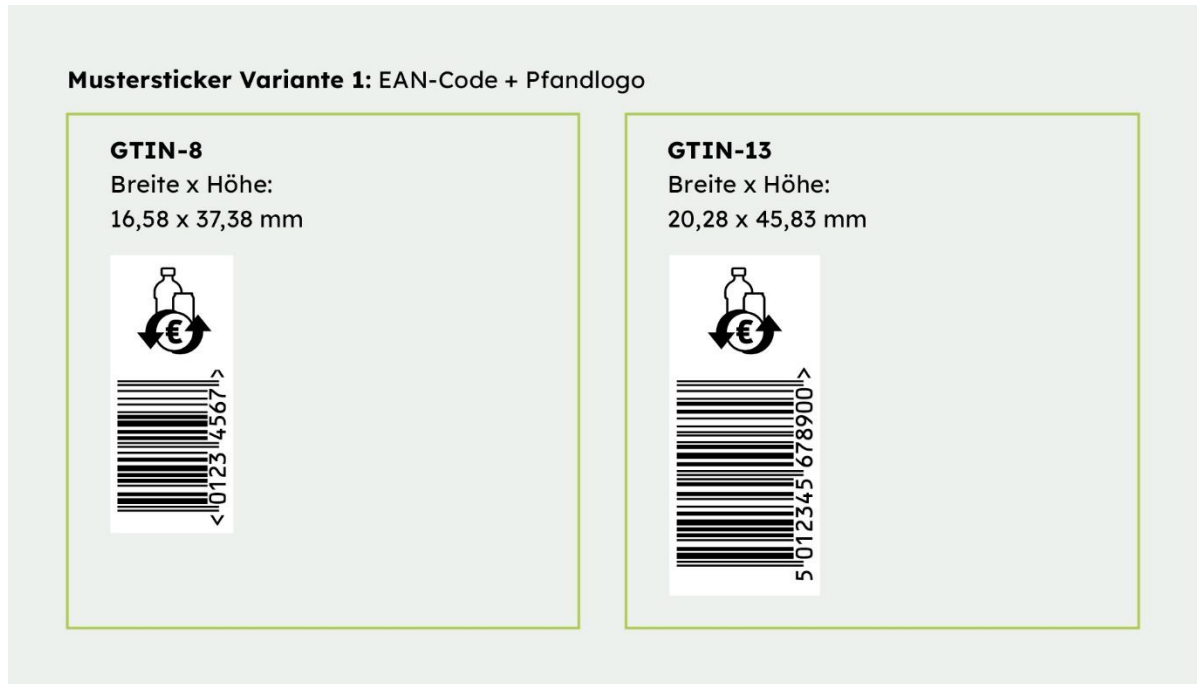 Mustersticker Variante 1: EAN-Code + Pfandlogo
GTIN-8
Breite x Höhe:
16,58 x 37,38 mm
€
<0123 4567>
GTIN-13
Breite x Höhe:
20,28 x 45,83 mm
€
5 012345 678900>